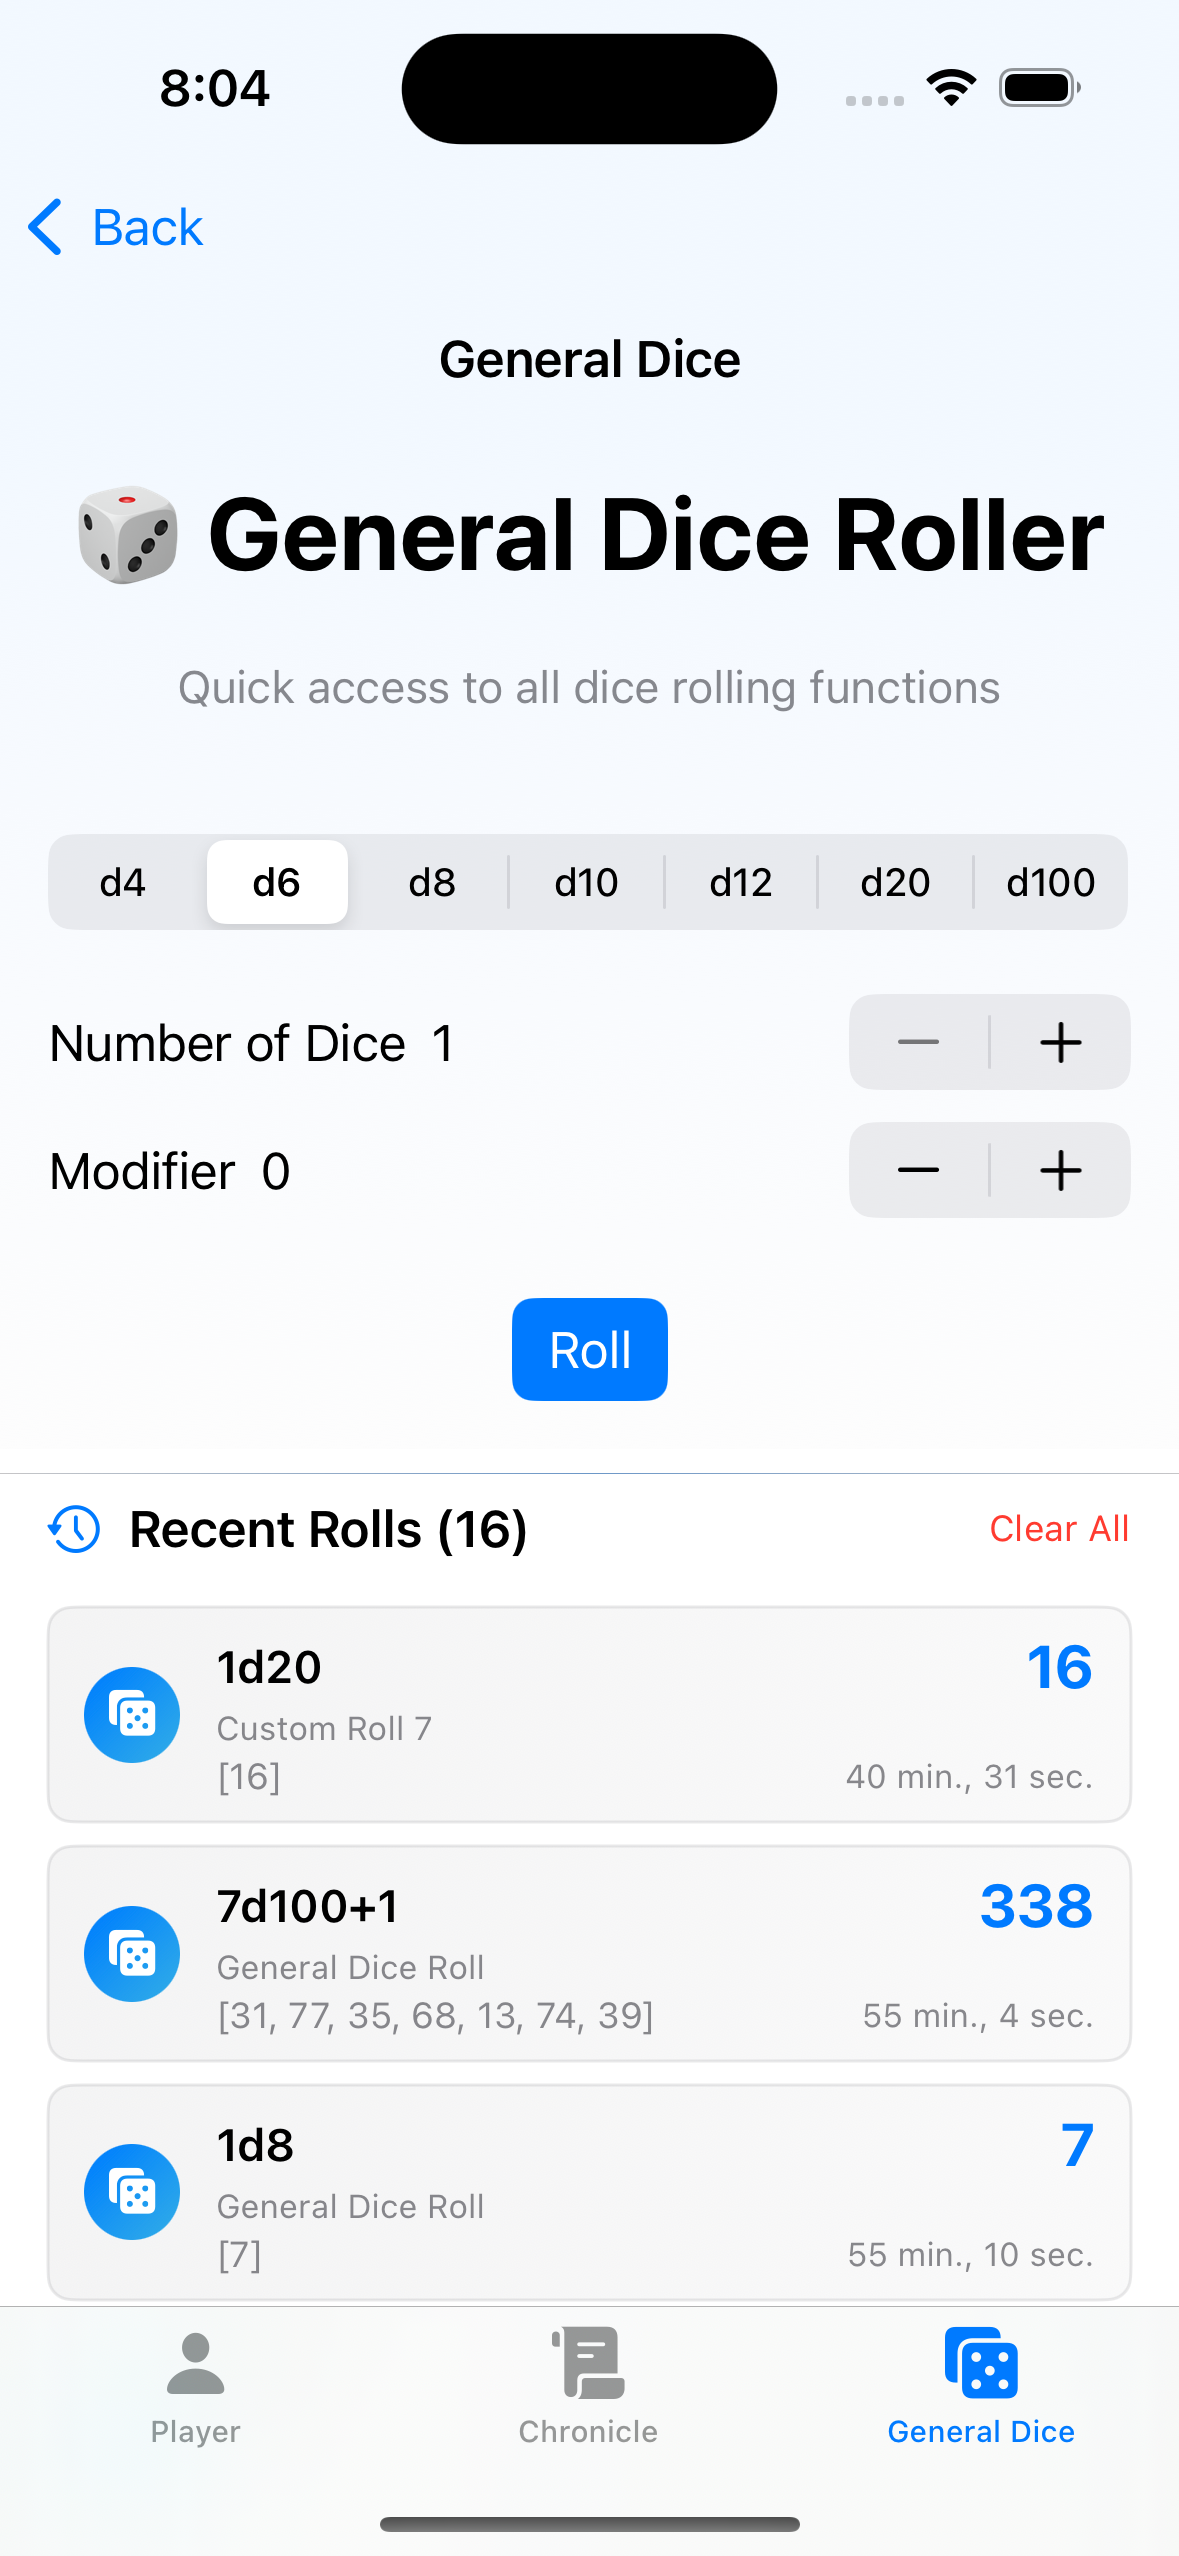 8:04
Back
General Dice
General Dice Roller
Quick access to all dice rolling functions
d4 d6 d8 d10 d12 d20 d100
Number of Dice 1
Modifier 0
Roll
Recent Rolls (16) Clear All
1d20 16
Custom Roll 7
[16] 40 min., 31 sec.
7d100+1 338
General Dice Roll
[31, 77, 35, 68, 13, 74, 39] 55 min., 4 sec.
1d8 7
General Dice Roll
[7] 55 min., 10 sec.
Player Chronicle General Dice